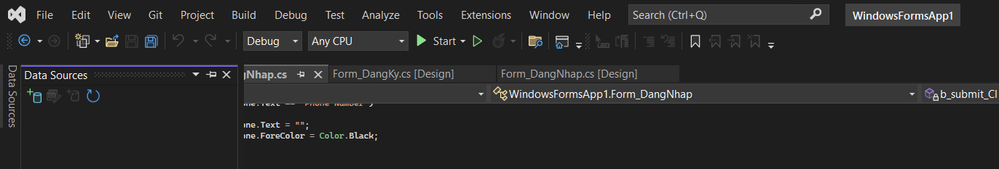 File Edit View Git Project Build Debug Test Analyze Tools Extensions Window Help Search (Ctrl+Q) WindowsFormsApp1
Debug Any CPU Start
Data Sources
Data Sources
gNhap.cs Form_DangKy.cs [Design] Form_DangNhap.cs [Design]
WindowsFormsApp1.Form_DangNhap b_submit_Cl
one.Text == "Phone Number")
one.Text = "";
one.ForeColor = Color.Black;